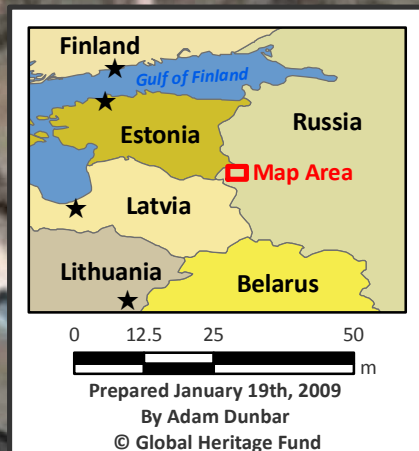 Finland
Gulf of Finland
Estonia
Russia
Map Area
Latvia
Lithuania
Belarus
0 12.5 25 50
m
Prepared January 19th, 2009
By Adam Dunbar
© Global Heritage Fund